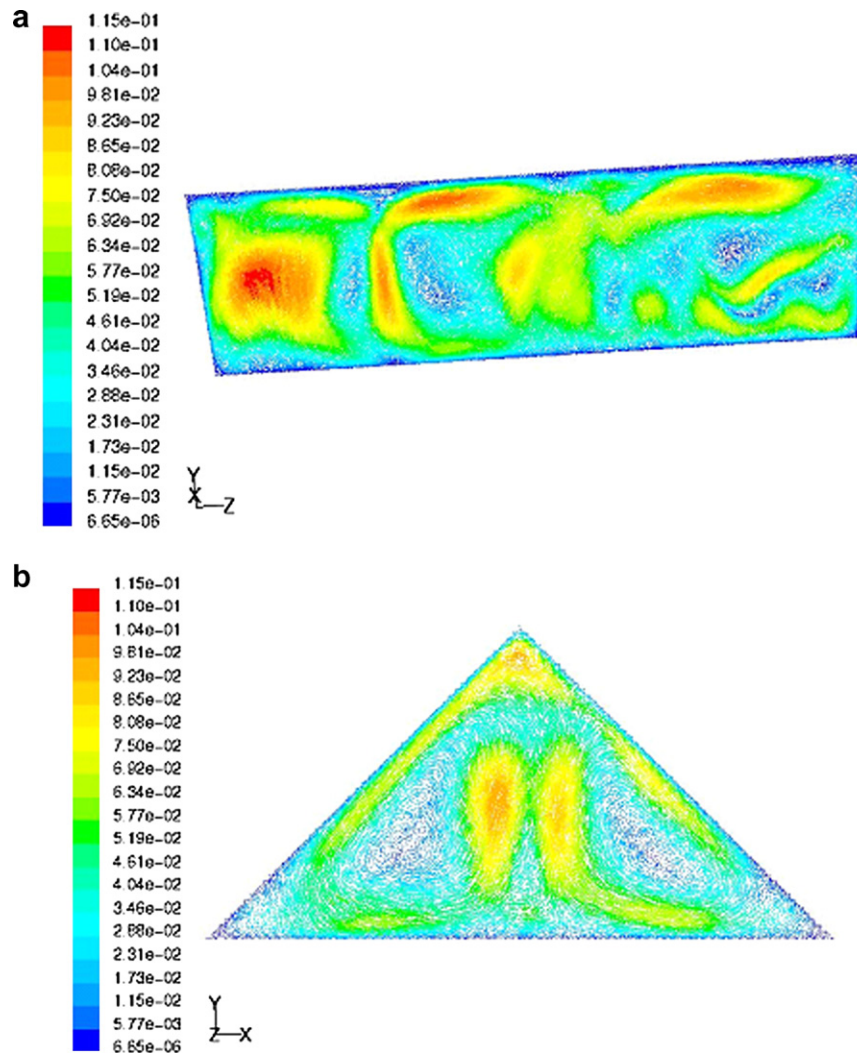 a
1.15e-01
1.10e-01
1.04e-01
9.81e-02
9.23e-02
8.65e-02
8.08e-02
7.50e-02
6.92e-02
6.34e-02
5.77e-02
5.19e-02
4.61e-02
4.04e-02
3.46e-02
2.88e-02
2.31e-02
1.73e-02
1.15e-02
5.77e-03
6.65e-06
Y
X
Z
b
1.15e-01
1.10e-01
1.04e-01
9.81e-02
9.23e-02
8.65e-02
8.08e-02
7.50e-02
6.92e-02
6.34e-02
5.77e-02
5.19e-02
4.61e-02
4.04e-02
3.46e-02
2.88e-02
2.31e-02
1.73e-02
1.15e-02
5.77e-03
6.65e-06
Y
Z X